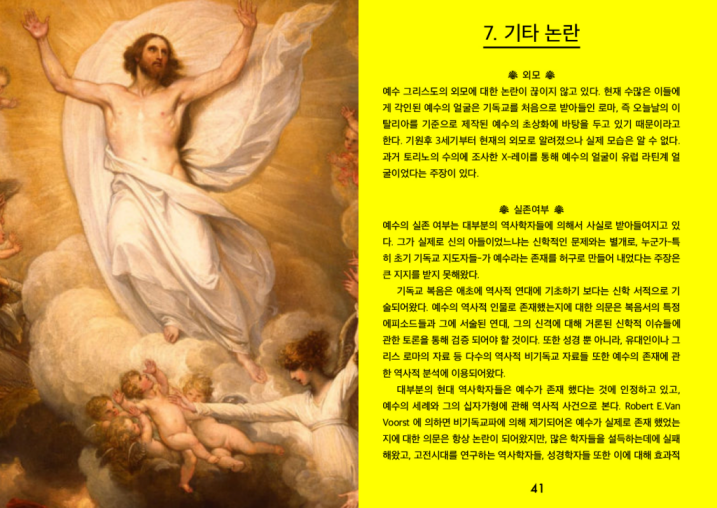 7. 기타 논란
외모
예수 그리스도의 외모에 대한 논란이 끊이지 않고 있다. 현재 수많은 이들에
게 각인된 예수의 얼굴은 기독교를 처음으로 받아들인 로마, 즉 오늘날의 이
탈리아를 기준으로 제작된 예수의 초상화에 바탕을 두고 있기 때문이라고
한다. 기원후 3세기부터 현재의 외모로 알려졌으나 실제 모습은 알 수 없다.
과거 토리노의 수의에 조사한 X-레이를 통해 예수의 얼굴이 유럽 라틴계 얼
굴이었다는 주장이 있다.
실존여부
예수의 실존 여부는 대부분의 역사학자들에 의해서 사실로 받아들여지고 있
다. 그가 실제로 신의 아들이었느냐는 신학적인 문제와는 별개로, 누군가-특
히 초기 기독교 지도자들-가 예수라는 존재를 허구로 만들어 내었다는 주장은
큰 지지를 받지 못해왔다.
기독교 복음은 애초에 역사적 연대에 기초하기 보다는 신학 서적으로 기
술되어왔다. 예수의 역사적 인물로 존재했는지에 대한 의문은 복음서의 특정
에피소드들과 그에 서술된 연대, 그의 신격에 대해 거론된 신학적 이슈들에
관한 토론을 통해 검증 되어야 할 것이다. 또한 성경 뿐 아니라, 유대인이나 그
리스 로마의 자료 등 다수의 역사적 비기독교 자료들 또한 예수의 존재에 관
한 역사적 분석에 이용되어왔다.
대부분의 현대 역사학자들은 예수가 존재 했다는 것에 인정하고 있고,
예수의 세례와 그의 십자가형에 관해 역사적 사건으로 본다. Robert E.Van
Voorst 에 의하면 비기독교파에 의해 제기되어온 예수가 실제로 존재 했었는
지에 대한 의문은 항상 논란이 되어왔지만, 많은 학자들을 설득하는데에 실패
해왔고, 고전시대를 연구하는 역사학자들, 성경학자들 또한 이에 대해 효과적
41